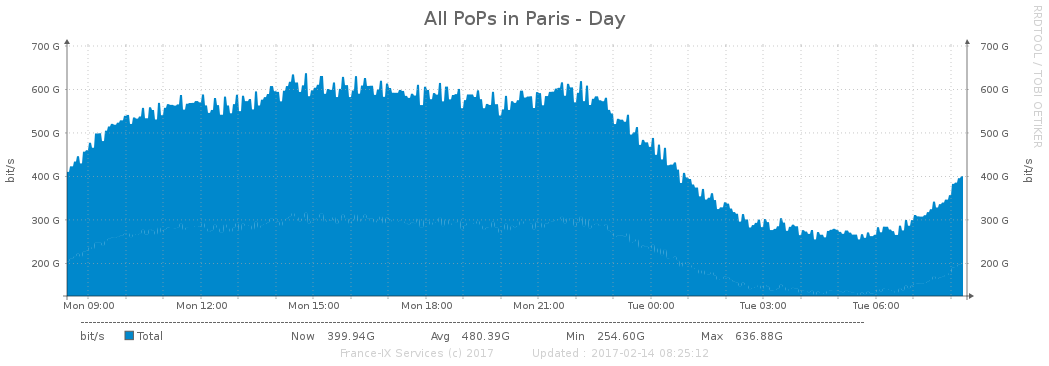 All PoPs in Paris - Day
RRDTOOL / TOBI OETIKER
700 G 700 G
600 G 600 G
500 G 500 G
bit/s bit/s
400 G 400 G
300 G 300 G
200 G 200 G
Mon 09:00 Mon 12:00 Mon 15:00 Mon 18:00 Mon 21:00 Tue 00:00 Tue 03:00 Tue 06:00
bit/s Total Now 399.94G Avg 480.39G Min 254.60G Max 636.88G
France-IX Services (c) 2017 Updated : 2017-02-14 08:25:12